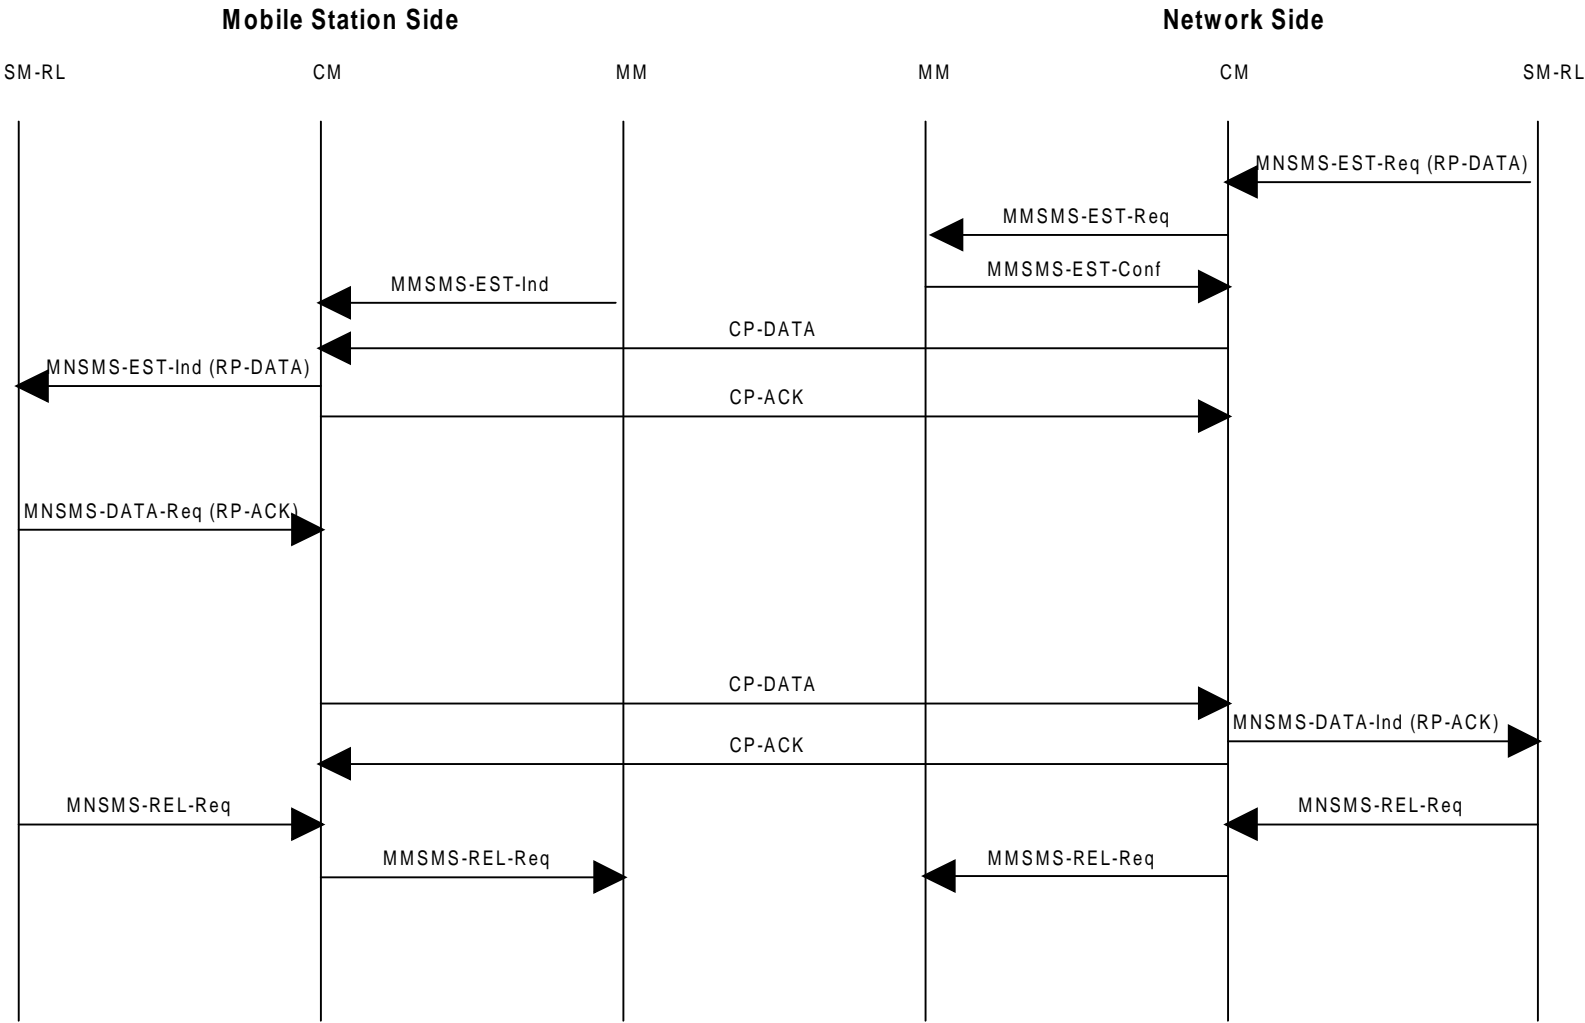 Mobile Station Side Network Side
SM-RL CM MM MM CM SM-RL
MNSMS-EST-Req (RP-DATA)
MMSMS-EST-Req
MMSMS-EST-Conf
MMSMS-EST-Ind
CP-DATA
MNSMS-EST-Ind (RP-DATA)
CP-ACK
MNSMS-DATA-Req (RP-ACK)
CP-DATA
MNSMS-DATA-Ind (RP-ACK)
CP-ACK
MNSMS-REL-Req MNSMS-REL-Req
MMSMS-REL-Req MMSMS-REL-Req